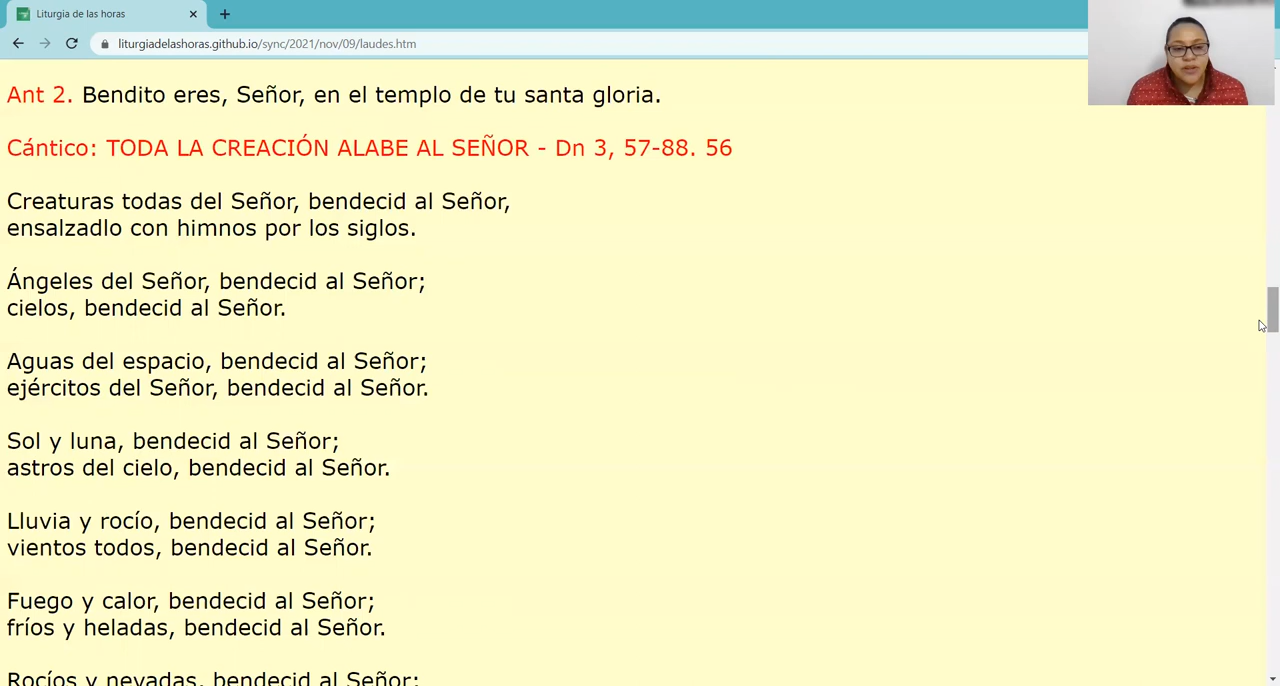 Liturgia de las horas
liturgiadelashoras.github.io/sync/2021/nov/09/laudes.htm
Ant 2. Bendito eres, Señor, en el templo de tu santa gloria.
Cántico: TODA LA CREACIÓN ALABE AL SEÑOR - Dn 3, 57-88. 56
Creaturas todas del Señor, bendecid al Señor,
ensalzadlo con himnos por los siglos.
Ángeles del Señor, bendecid al Señor;
cielos, bendecid al Señor.
Aguas del espacio, bendecid al Señor;
ejércitos del Señor, bendecid al Señor.
Sol y luna, bendecid al Señor;
astros del cielo, bendecid al Señor.
Lluvia y rocío, bendecid al Señor;
vientos todos, bendecid al Señor.
Fuego y calor, bendecid al Señor;
fríos y heladas, bendecid al Señor.
Rocíos y nevadas, bendecid al Señor;